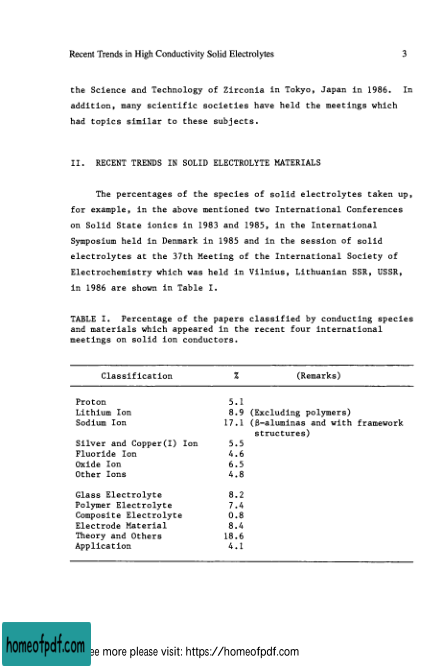 Recent Trends in High Conductivity Solid Electrolytes 3
the Science and Technology of Zirconia in Tokyo, Japan in 1986. In
addition, many scientific societies have held the meetings which
had topics similar to these subjects.
II. RECENT TRENDS IN SOLID ELECTROLYTE MATERIALS
The percentages of the species of solid electrolytes taken up,
for example, in the above mentioned two International Conferences
on Solid State ionics in 1983 and 1985, in the International
Symposium held in Denmark in 1985 and in the session of solid
electrolytes at the 37th Meeting of the International Society of
Electrochemistry which was held in Vilnius, Lithuanian SSR, USSR,
in 1986 are shown in Table I.
TABLE I. Percentage of the papers classified by conducting species
and materials which appeared in the recent four international
meetings on solid ion conductors.
Classification % (Remarks)
Proton 5.1
Lithium Ion 8.9 (Excluding polymers)
Sodium Ion 17.1 (β-aluminas and with framework
structures)
Silver and Copper(I) Ion 5.5
Fluoride Ion 4.6
Oxide Ion 6.5
Other Ions 4.8
Glass Electrolyte 8.2
Polymer Electrolyte 7.4
Composite Electrolyte 0.8
Electrode Material 8.4
Theory and Others 18.6
Application 4.1
homeofpdf.com
ee more please visit: https://homeofpdf.com